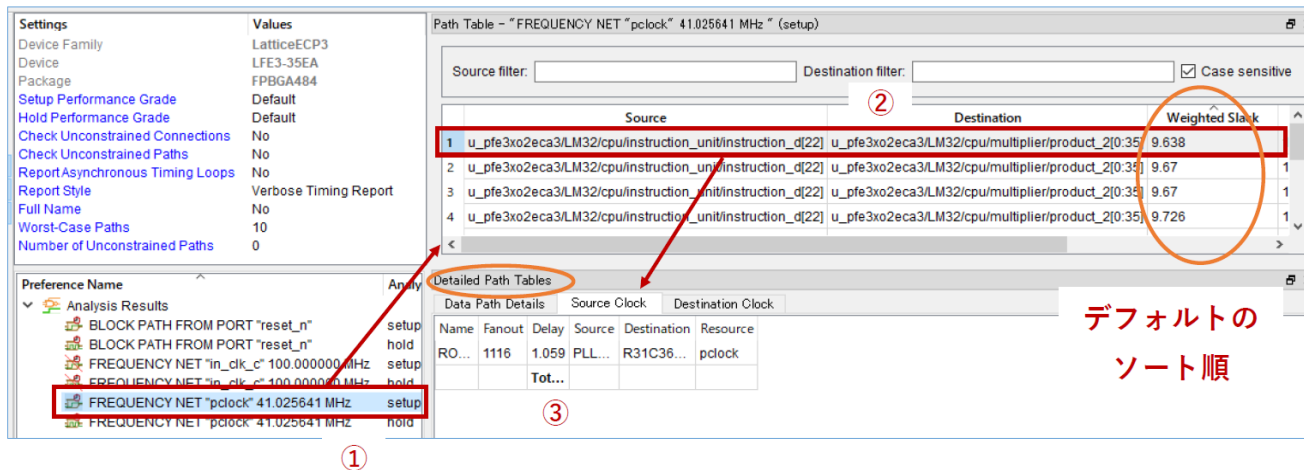 Settings Values
Device Family LatticeECP3
Device LFE3-35EA
Package FPBGA484
Setup Performance Grade Default
Hold Performance Grade Default
Check Unconstrained Connections No
Check Unconstrained Paths No
Report Asynchronous Timing Loops No
Report Style Verbose Timing Report
Full Name No
Worst-Case Paths 10
Number of Unconstrained Paths 0
Preference Name Analy
Analysis Results
BLOCK PATH FROM PORT "reset_n" setup
BLOCK PATH FROM PORT "reset_n" hold
FREQUENCY NET "in_clk_c" 100.000000 MHz setup
FREQUENCY NET "in_clk_c" 100.000000 MHz hold
FREQUENCY NET "pclock" 41.025641 MHz setup
FREQUENCY NET "pclock" 41.025641 MHz hold
①
Path Table - "FREQUENCY NET "pclock" 41.025641 MHz " (setup)
Source filter: Destination filter: Case sensitive
②
Source Destination Weighted Slack
1 u_pfe3xo2eca3/LM32/cpu/instruction_unit/instruction_d[22] u_pfe3xo2eca3/LM32/cpu/multiplier/product_2[0:35] 9.638
2 u_pfe3xo2eca3/LM32/cpu/instruction_unit/instruction_d[22] u_pfe3xo2eca3/LM32/cpu/multiplier/product_2[0:35] 9.67 1
3 u_pfe3xo2eca3/LM32/cpu/instruction_unit/instruction_d[22] u_pfe3xo2eca3/LM32/cpu/multiplier/product_2[0:35] 9.67 1
4 u_pfe3xo2eca3/LM32/cpu/instruction_unit/instruction_d[22] u_pfe3xo2eca3/LM32/cpu/multiplier/product_2[0:35] 9.726 1
Detailed Path Tables
Data Path Details Source Clock Destination Clock
Name Fanout Delay Source Destination Resource
RO... 1116 1.059 PLL... R31C36... pclock
Tot...
③
デフォルトの
ソート順